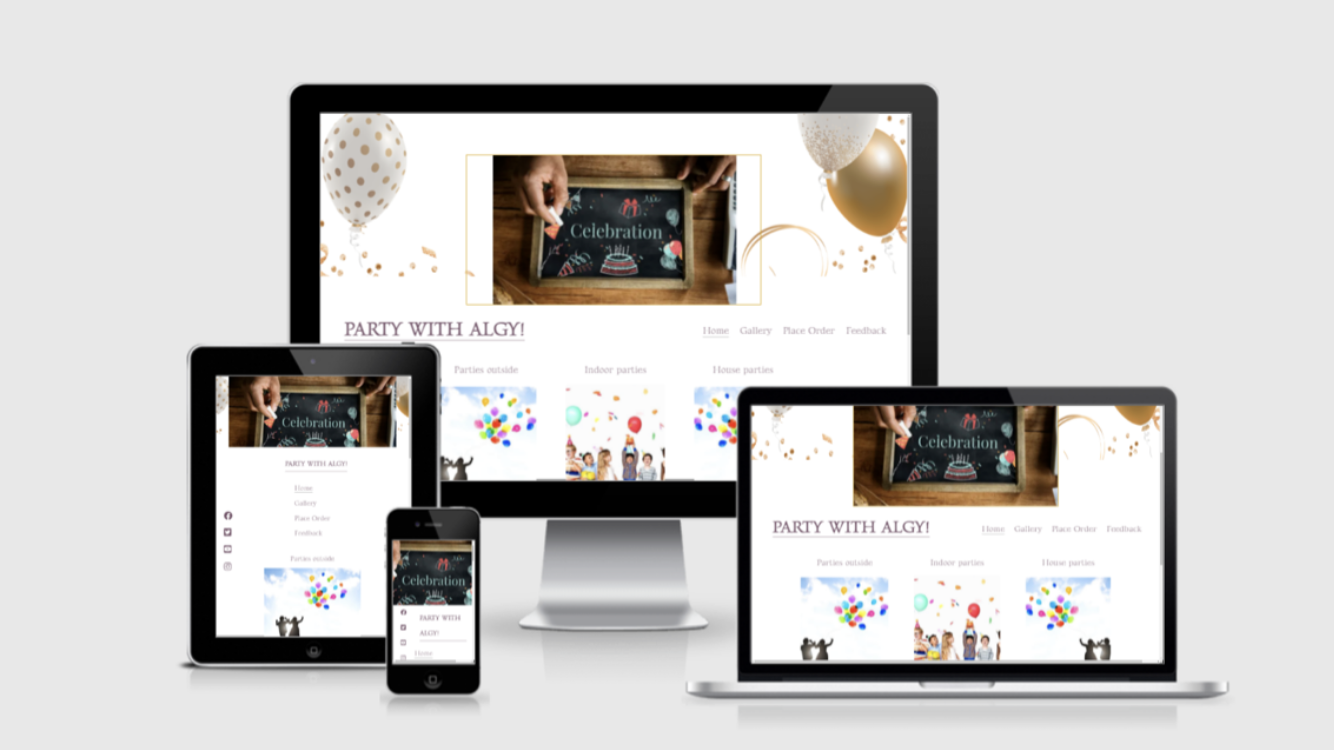 Celebration
PARTY WITH ALGY!
Home Gallery Place Order Feedback
Parties outside Indoor parties House parties
Celebration
PARTY WITH ALGY!
Home
Gallery
Place Order
Feedback
Parties outside
Celebration
PARTY WITH
ALGY!
Home
Celebration
PARTY WITH ALGY!
Home Gallery Place Order Feedback
Parties outside Indoor parties House parties